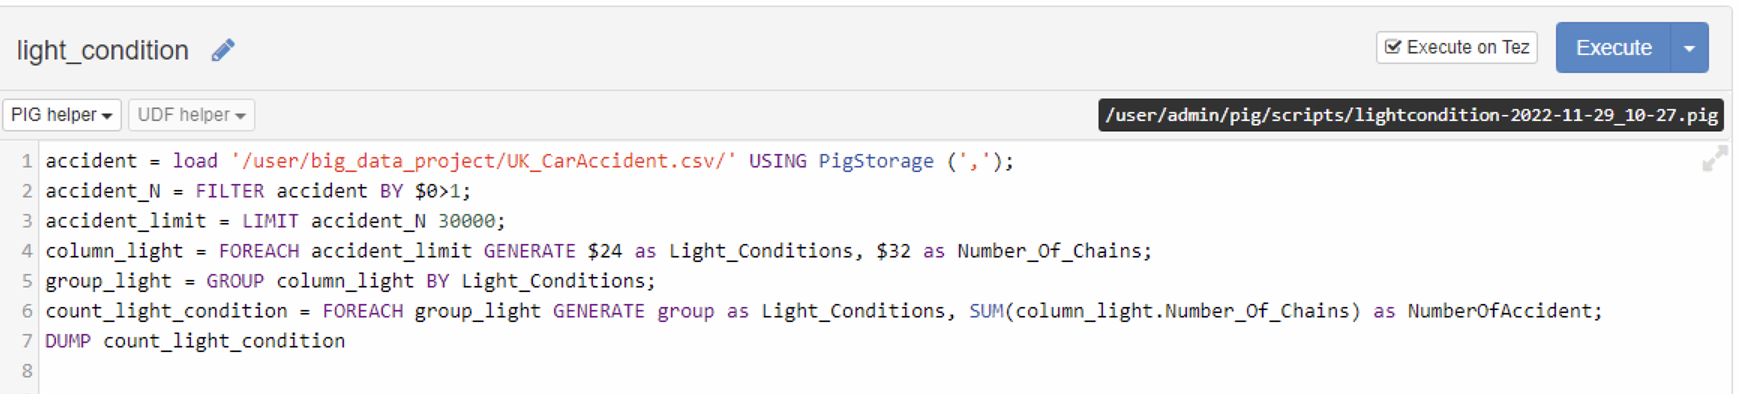 light_condition
Execute on Tez
Execute
PIG helper
UDF helper
/user/admin/pig/scripts/lightcondition-2022-11-29_10-27.pig
1 accident = load '/user/big_data_project/UK_CarAccident.csv/' USING PigStorage (',');
2 accident_N = FILTER accident BY $0>1;
3 accident_limit = LIMIT accident_N 30000;
4 column_light = FOREACH accident_limit GENERATE $24 as Light_Conditions, $32 as Number_Of_Chains;
5 group_light = GROUP column_light BY Light_Conditions;
6 count_light_condition = FOREACH group_light GENERATE group as Light_Conditions, SUM(column_light.Number_Of_Chains) as NumberOfAccident;
7 DUMP count_light_condition
8